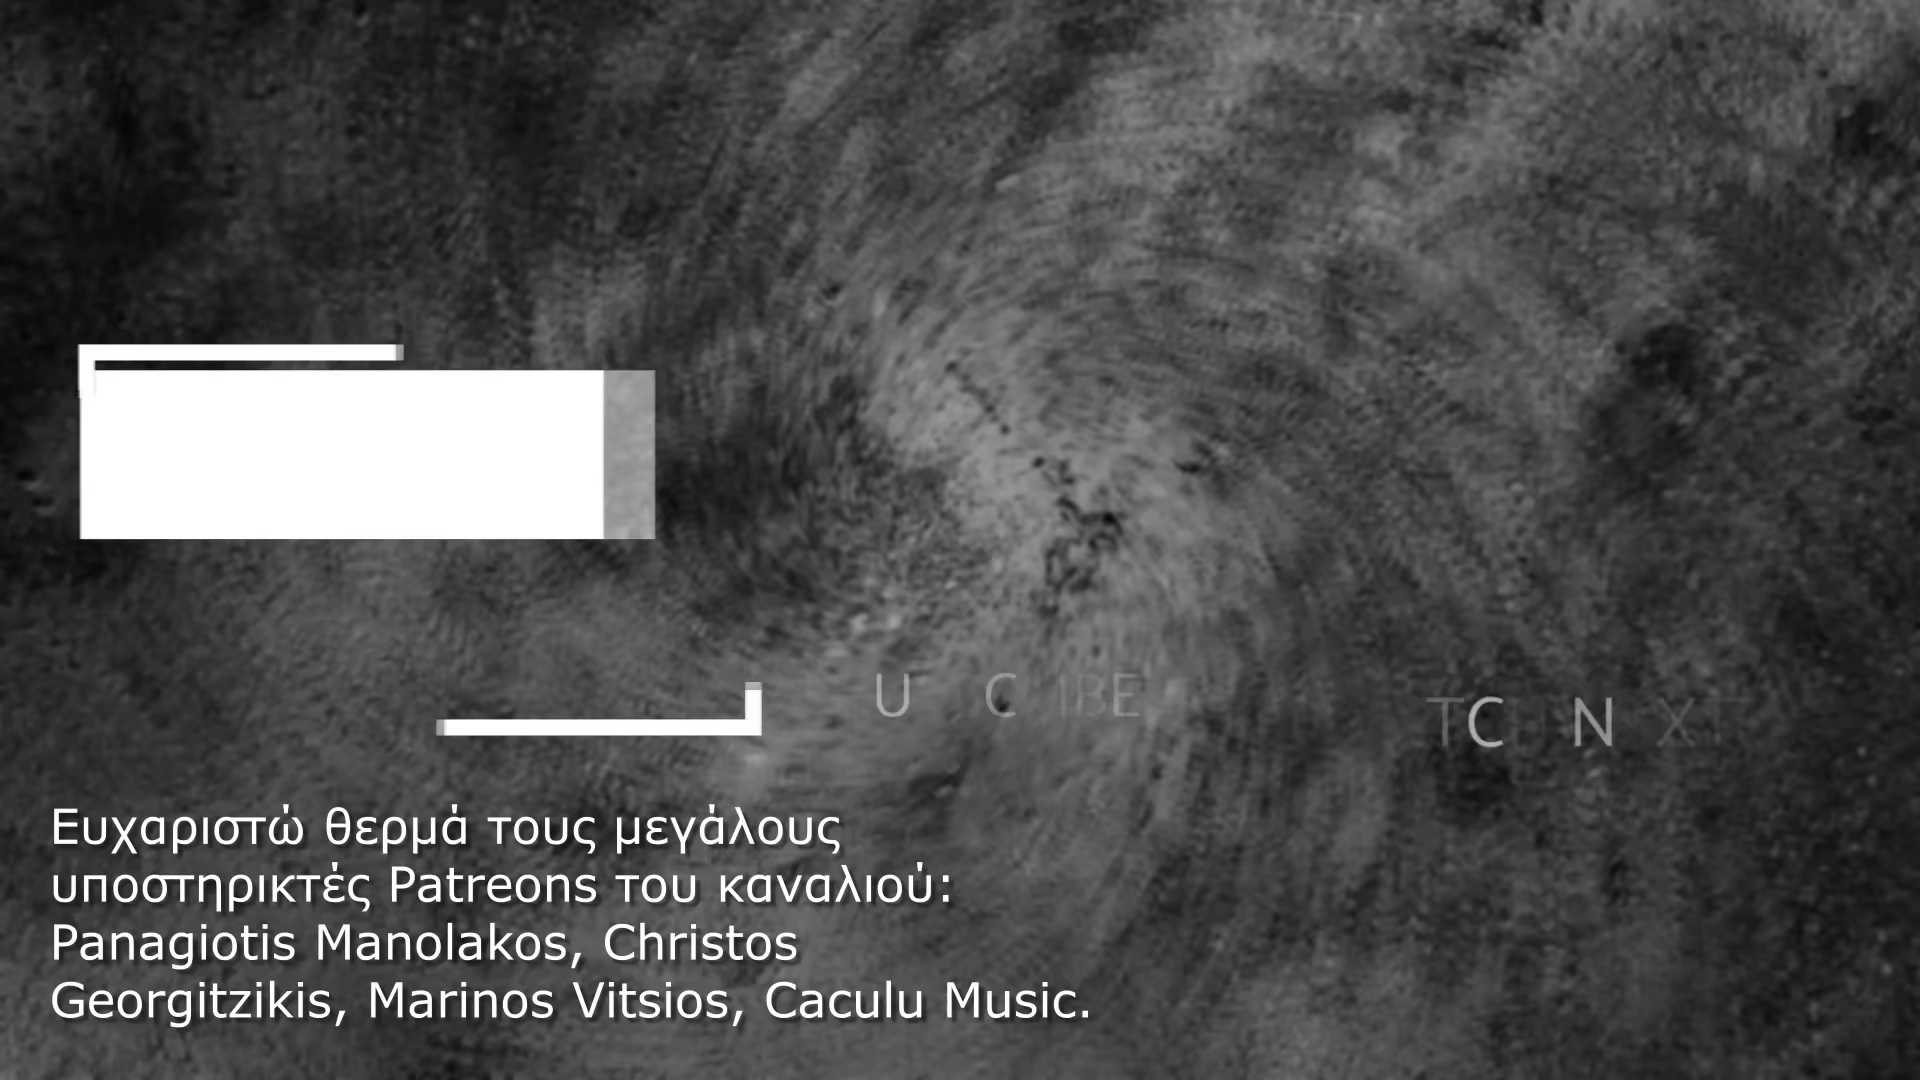 Ευχαριστώ θερμά τους μεγάλους
υποστηρικτές Patreons του καναλιού:
Panagiotis Manolakos, Christos
Georgitzikis, Marinos Vitsios, Caculu Music.